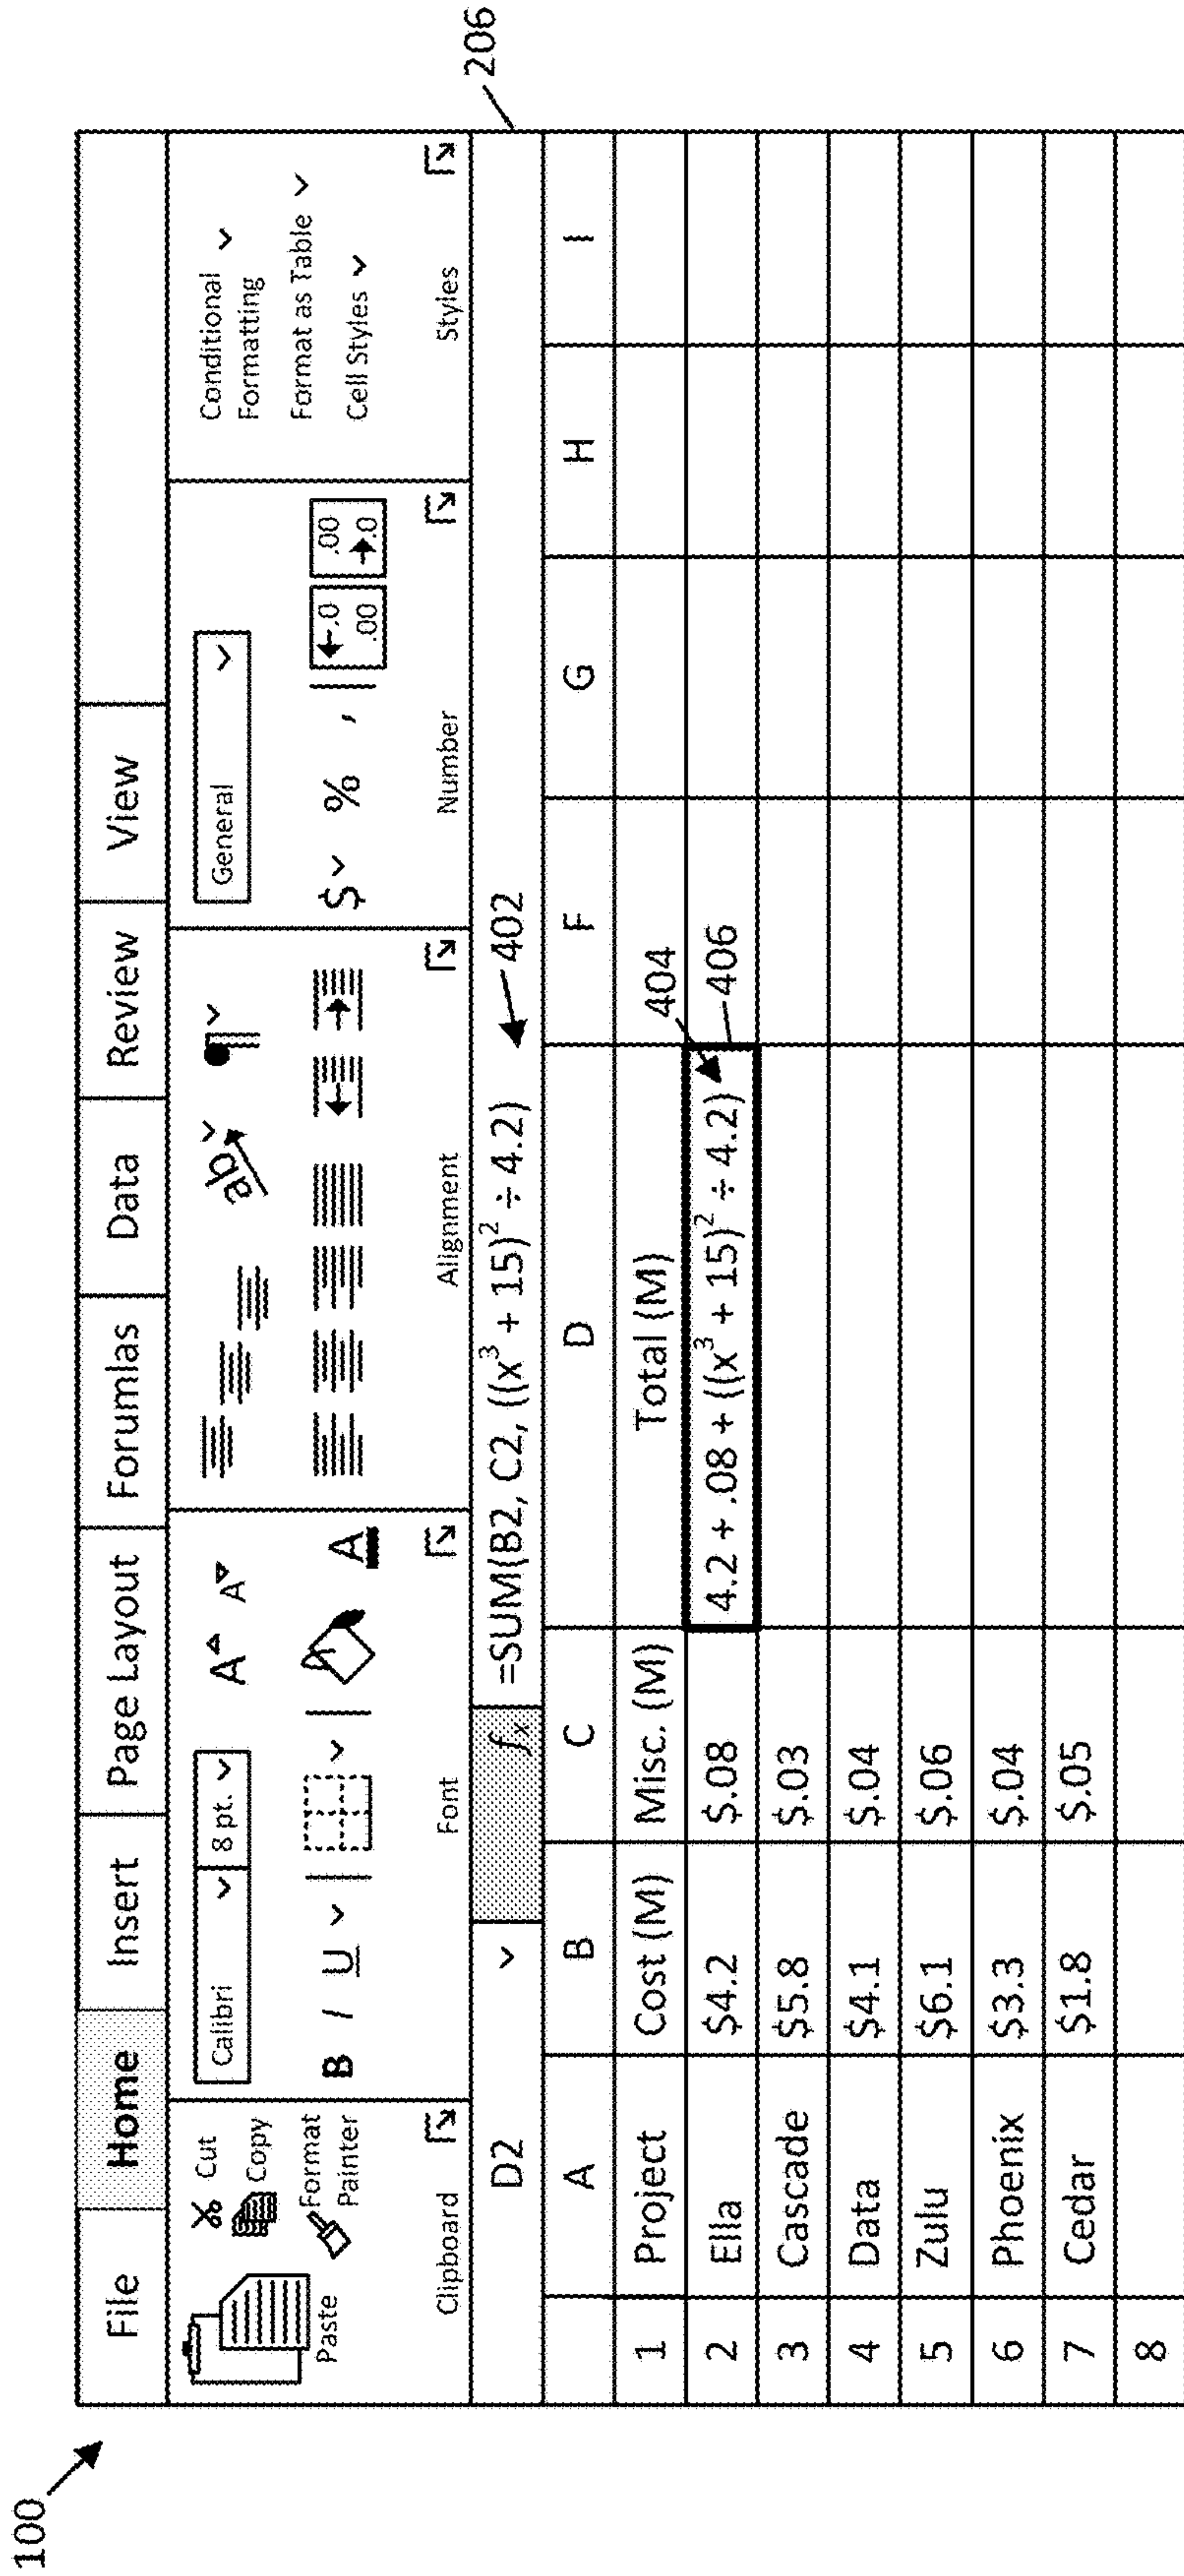 100
File Home Insert Page Layout Forumlas Data Review View
Paste
Cut
Copy
Format
Painter
Clipboard
Calibri 8 pt. A A
B I U A
Font
ab
Alignment
General
$ % , .0 .00 .00 .0
Number
Conditional
Formatting
Format as Table
Cell Styles
Styles
D2 fx =SUM(B2, C2, ((x³ + 15)² ÷ 4.2) 402 206
A B C D F G H I
1 Project Cost (M) Misc. (M) Total (M) 404
2 Ella $4.2 $.08 4.2 + .08 + ((x³ + 15)² ÷ 4.2) 406
3 Cascade $5.8 $.03
4 Data $4.1 $.04
5 Zulu $6.1 $.06
6 Phoenix $3.3 $.04
7 Cedar $1.8 $.05
8